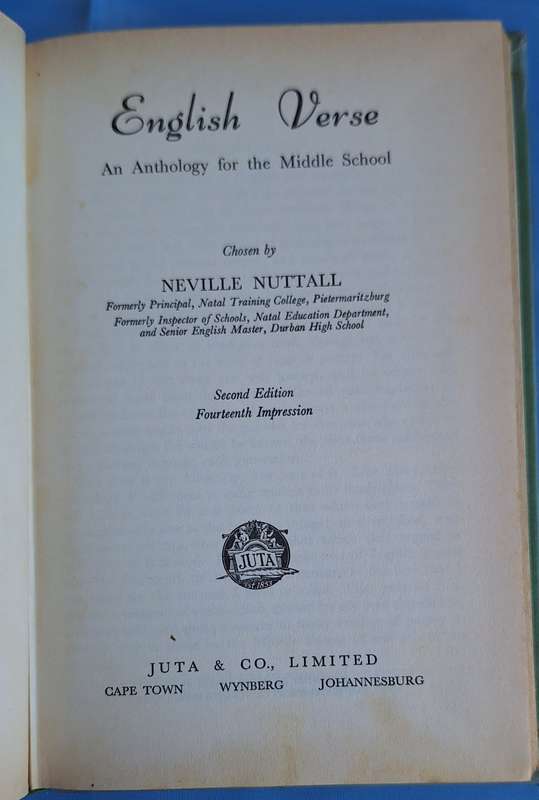 English Verse
An Anthology for the Middle School
Chosen by
NEVILLE NUTTALL
Formerly Principal, Natal Training College, Pietermaritzburg
Formerly Inspector of Schools, Natal Education Department,
and Senior English Master, Durban High School
Second Edition
Fourteenth Impression
JUTA
JUTA & CO., LIMITED
CAPE TOWN WYNBERG JOHANNESBURG